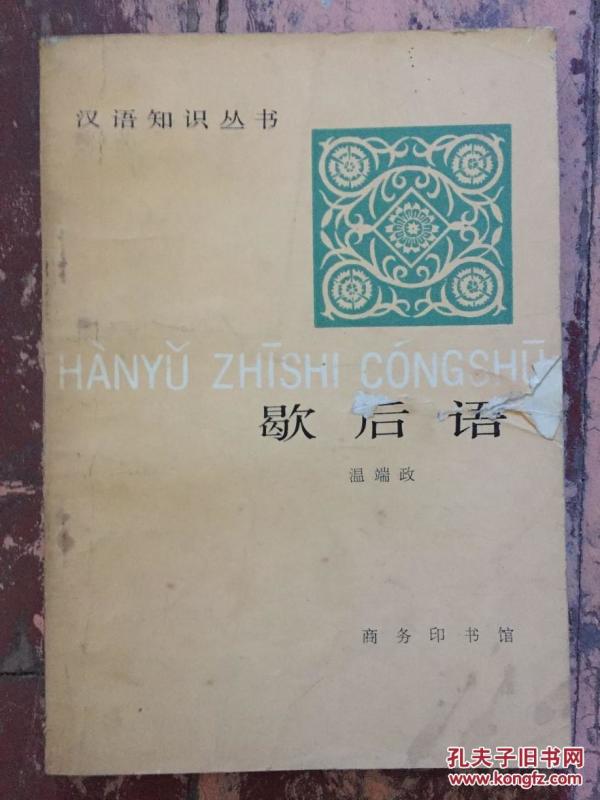 汉语知识丛书
HÀNYǓ ZHĪSHI CÓNGSHŪ
歇后语
温端政
商务印书馆
孔夫子旧书网
www.kongfz.com